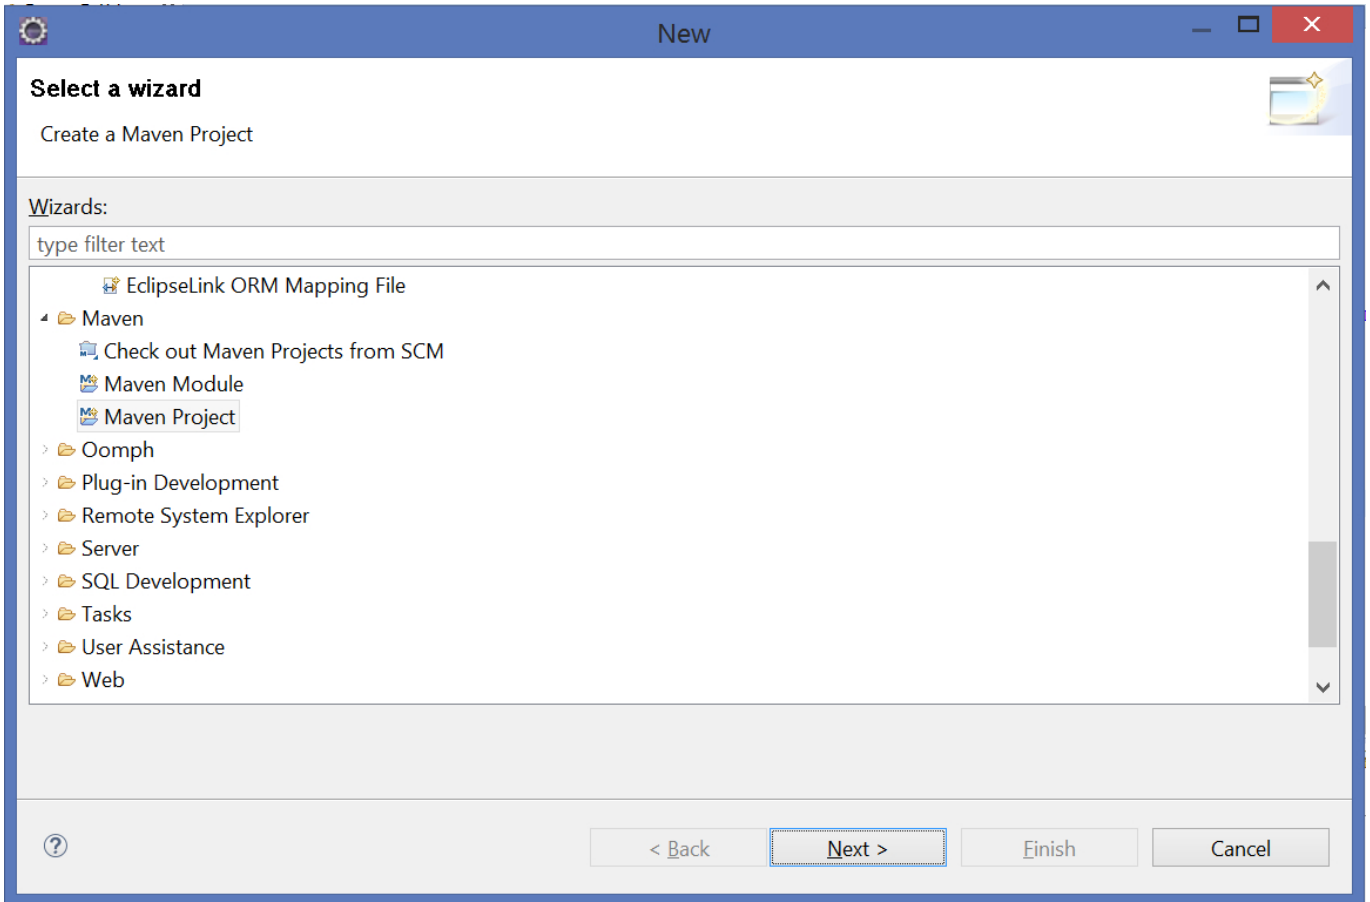 New
Select a wizard
Create a Maven Project
Wizards:
type filter text
EclipseLink ORM Mapping File
Maven
Check out Maven Projects from SCM
Maven Module
Maven Project
Oomph
Plug-in Development
Remote System Explorer
Server
SQL Development
Tasks
User Assistance
Web
< Back
Next >
Finish
Cancel